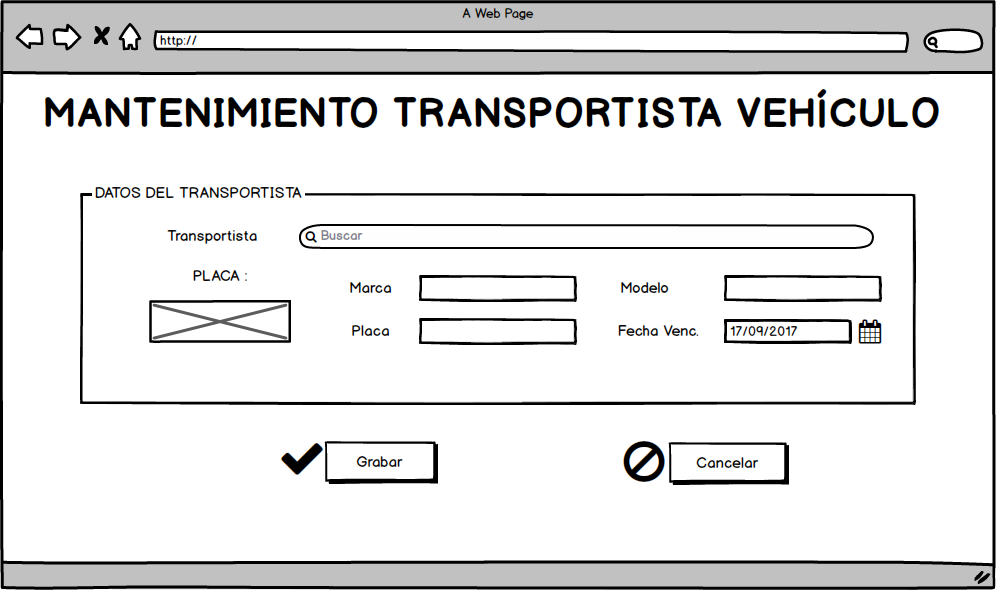 A Web Page
http://
MANTENIMIENTO TRANSPORTISTA VEHÍCULO
DATOS DEL TRANSPORTISTA
Transportista
Buscar
PLACA :
Marca
Modelo
Placa
Fecha Venc.
17/09/2017
Grabar
Cancelar